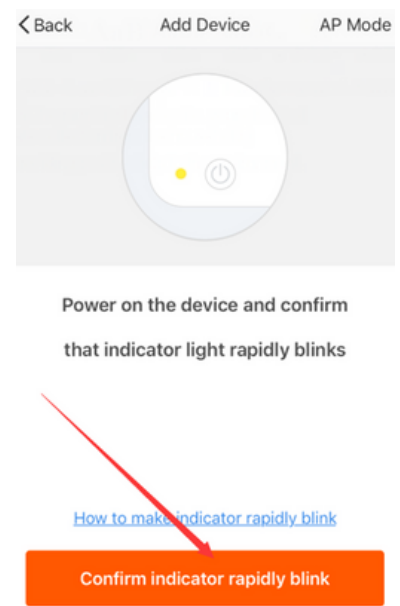 Back Add Device AP Mode
Power on the device and confirm
that indicator light rapidly blinks
How to make indicator rapidly blink
Confirm indicator rapidly blink